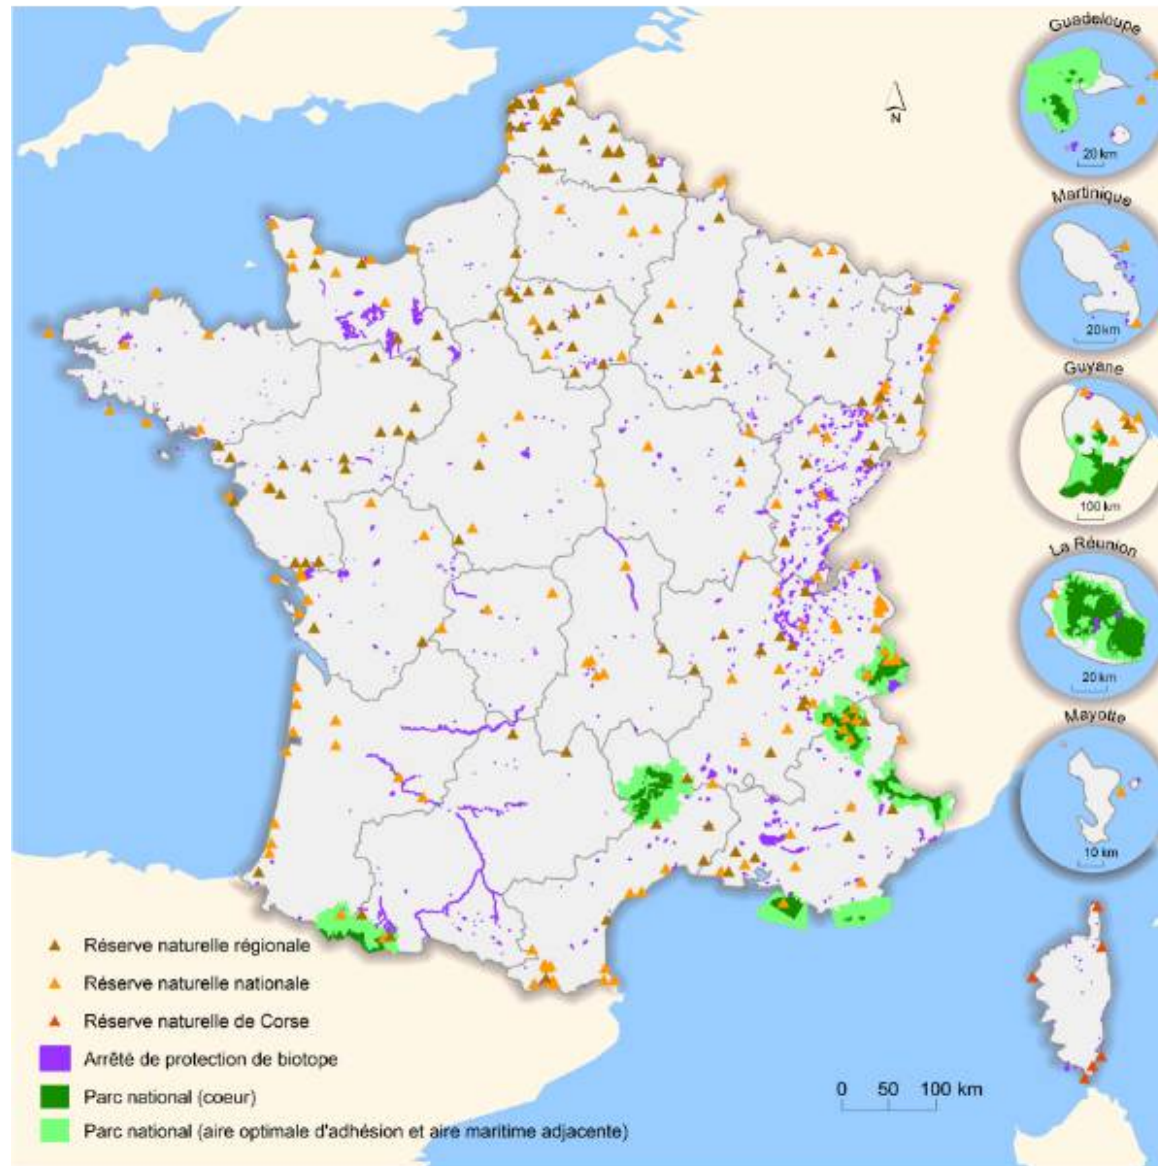 Guadeloupe
20 km
Martinique
20 km
Guyane
100 km
La Réunion
20 km
Mayotte
10 km
N
Réserve naturelle régionale
Réserve naturelle nationale
Réserve naturelle de Corse
Arrêté de protection de biotope
Parc national (coeur)
Parc national (aire optimale d'adhésion et aire maritime adjacente)
0 50 100 km